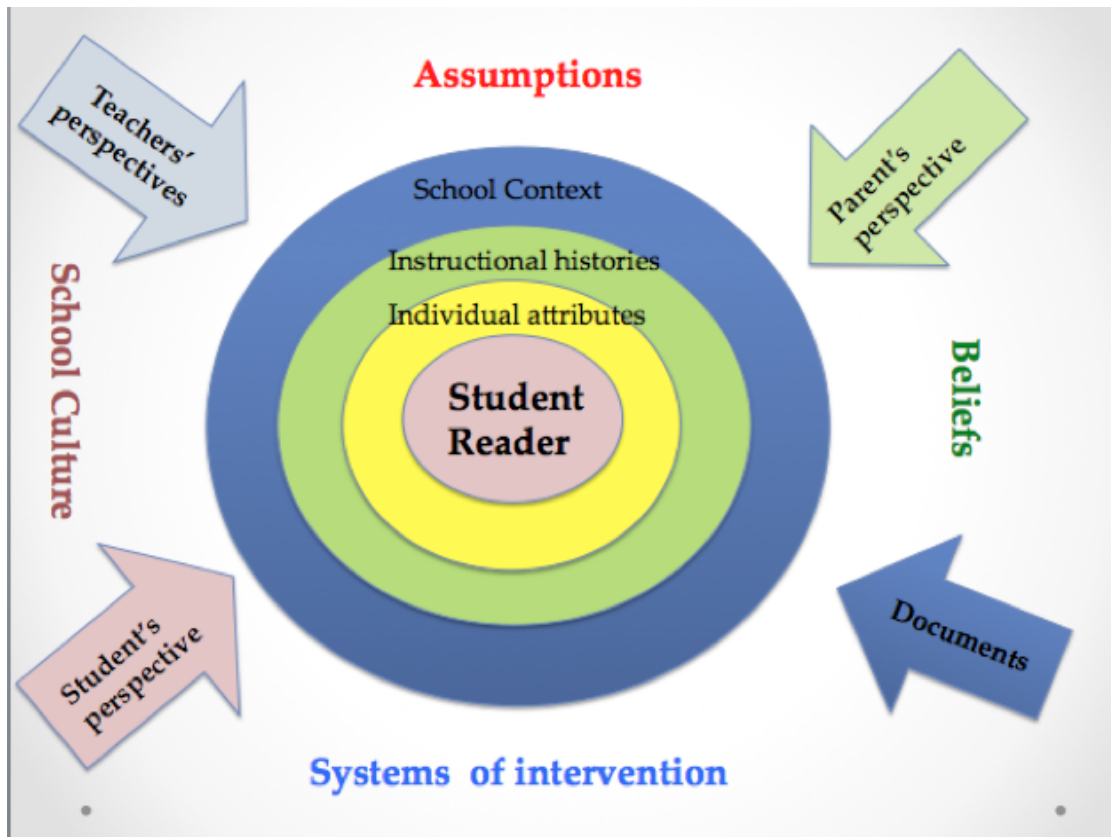 Assumptions
Teachers'
perspectives
Parent's
perspective
School Context
Instructional histories
Individual attributes
Student
Reader
School Culture
Beliefs
Student's
perspective
Documents
Systems of intervention